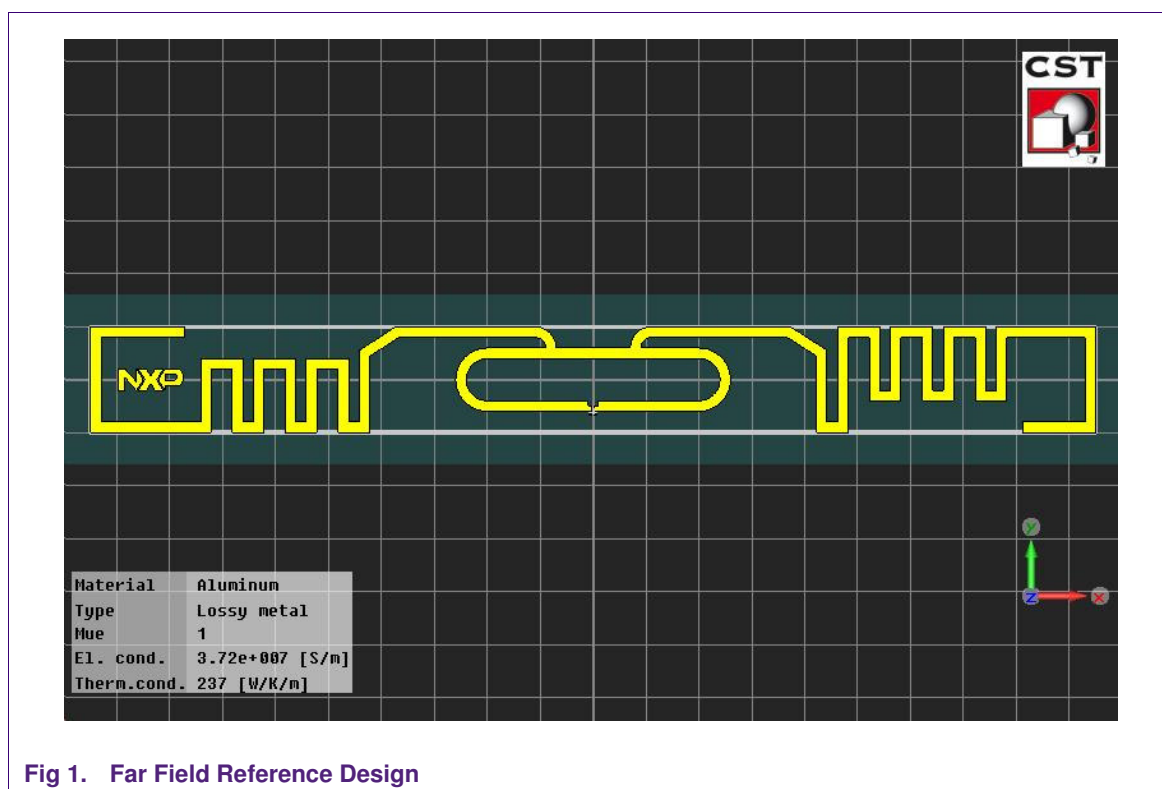 CST
NXP
y
z
x
Material Aluminum
Type Lossy metal
Mue 1
El. cond. 3.72e+007 [S/m]
Therm.cond. 237 [W/K/m]
Fig 1. Far Field Reference Design